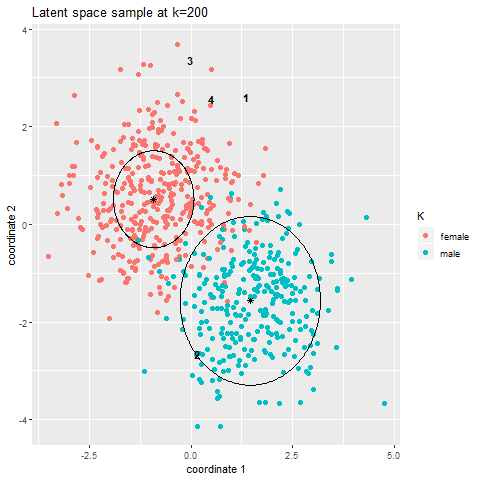 Latent space sample at k=200
4
2
0
-2
-4
coordinate 2
3
4
1
2
-2.5
0.0
2.5
5.0
coordinate 1
K
female
male